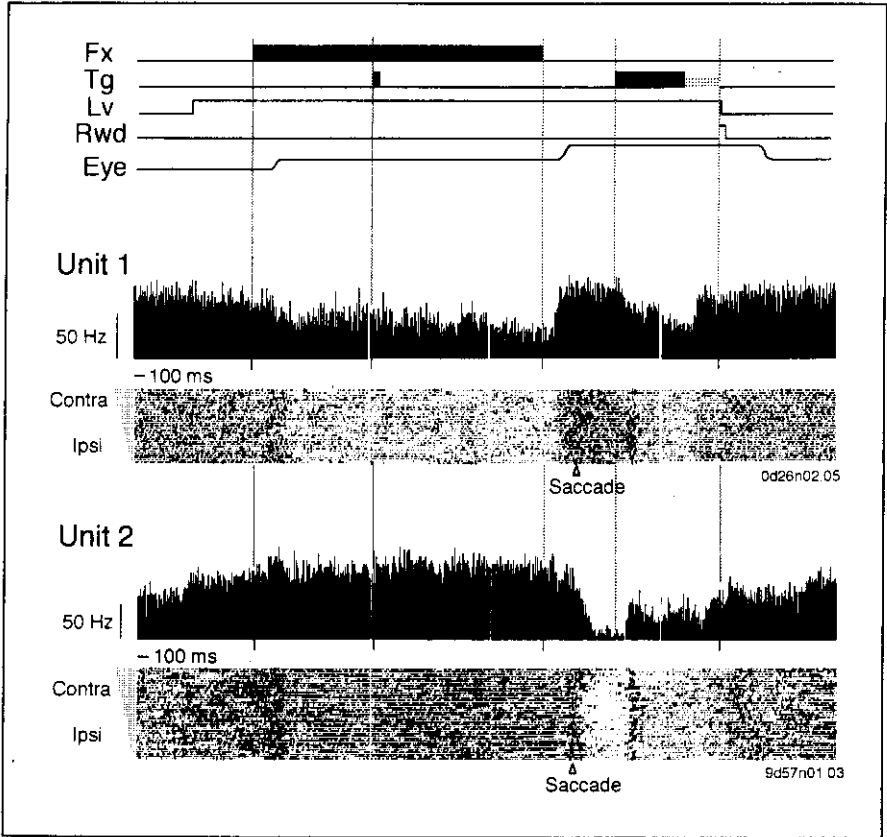 Fx
Tg
Lv
Rwd
Eye
Unit 1
50 Hz
– 100 ms
Contra
Ipsi
Saccade
0d26n02.05
Unit 2
50 Hz
– 100 ms
Contra
Ipsi
Saccade
9d57n01 03